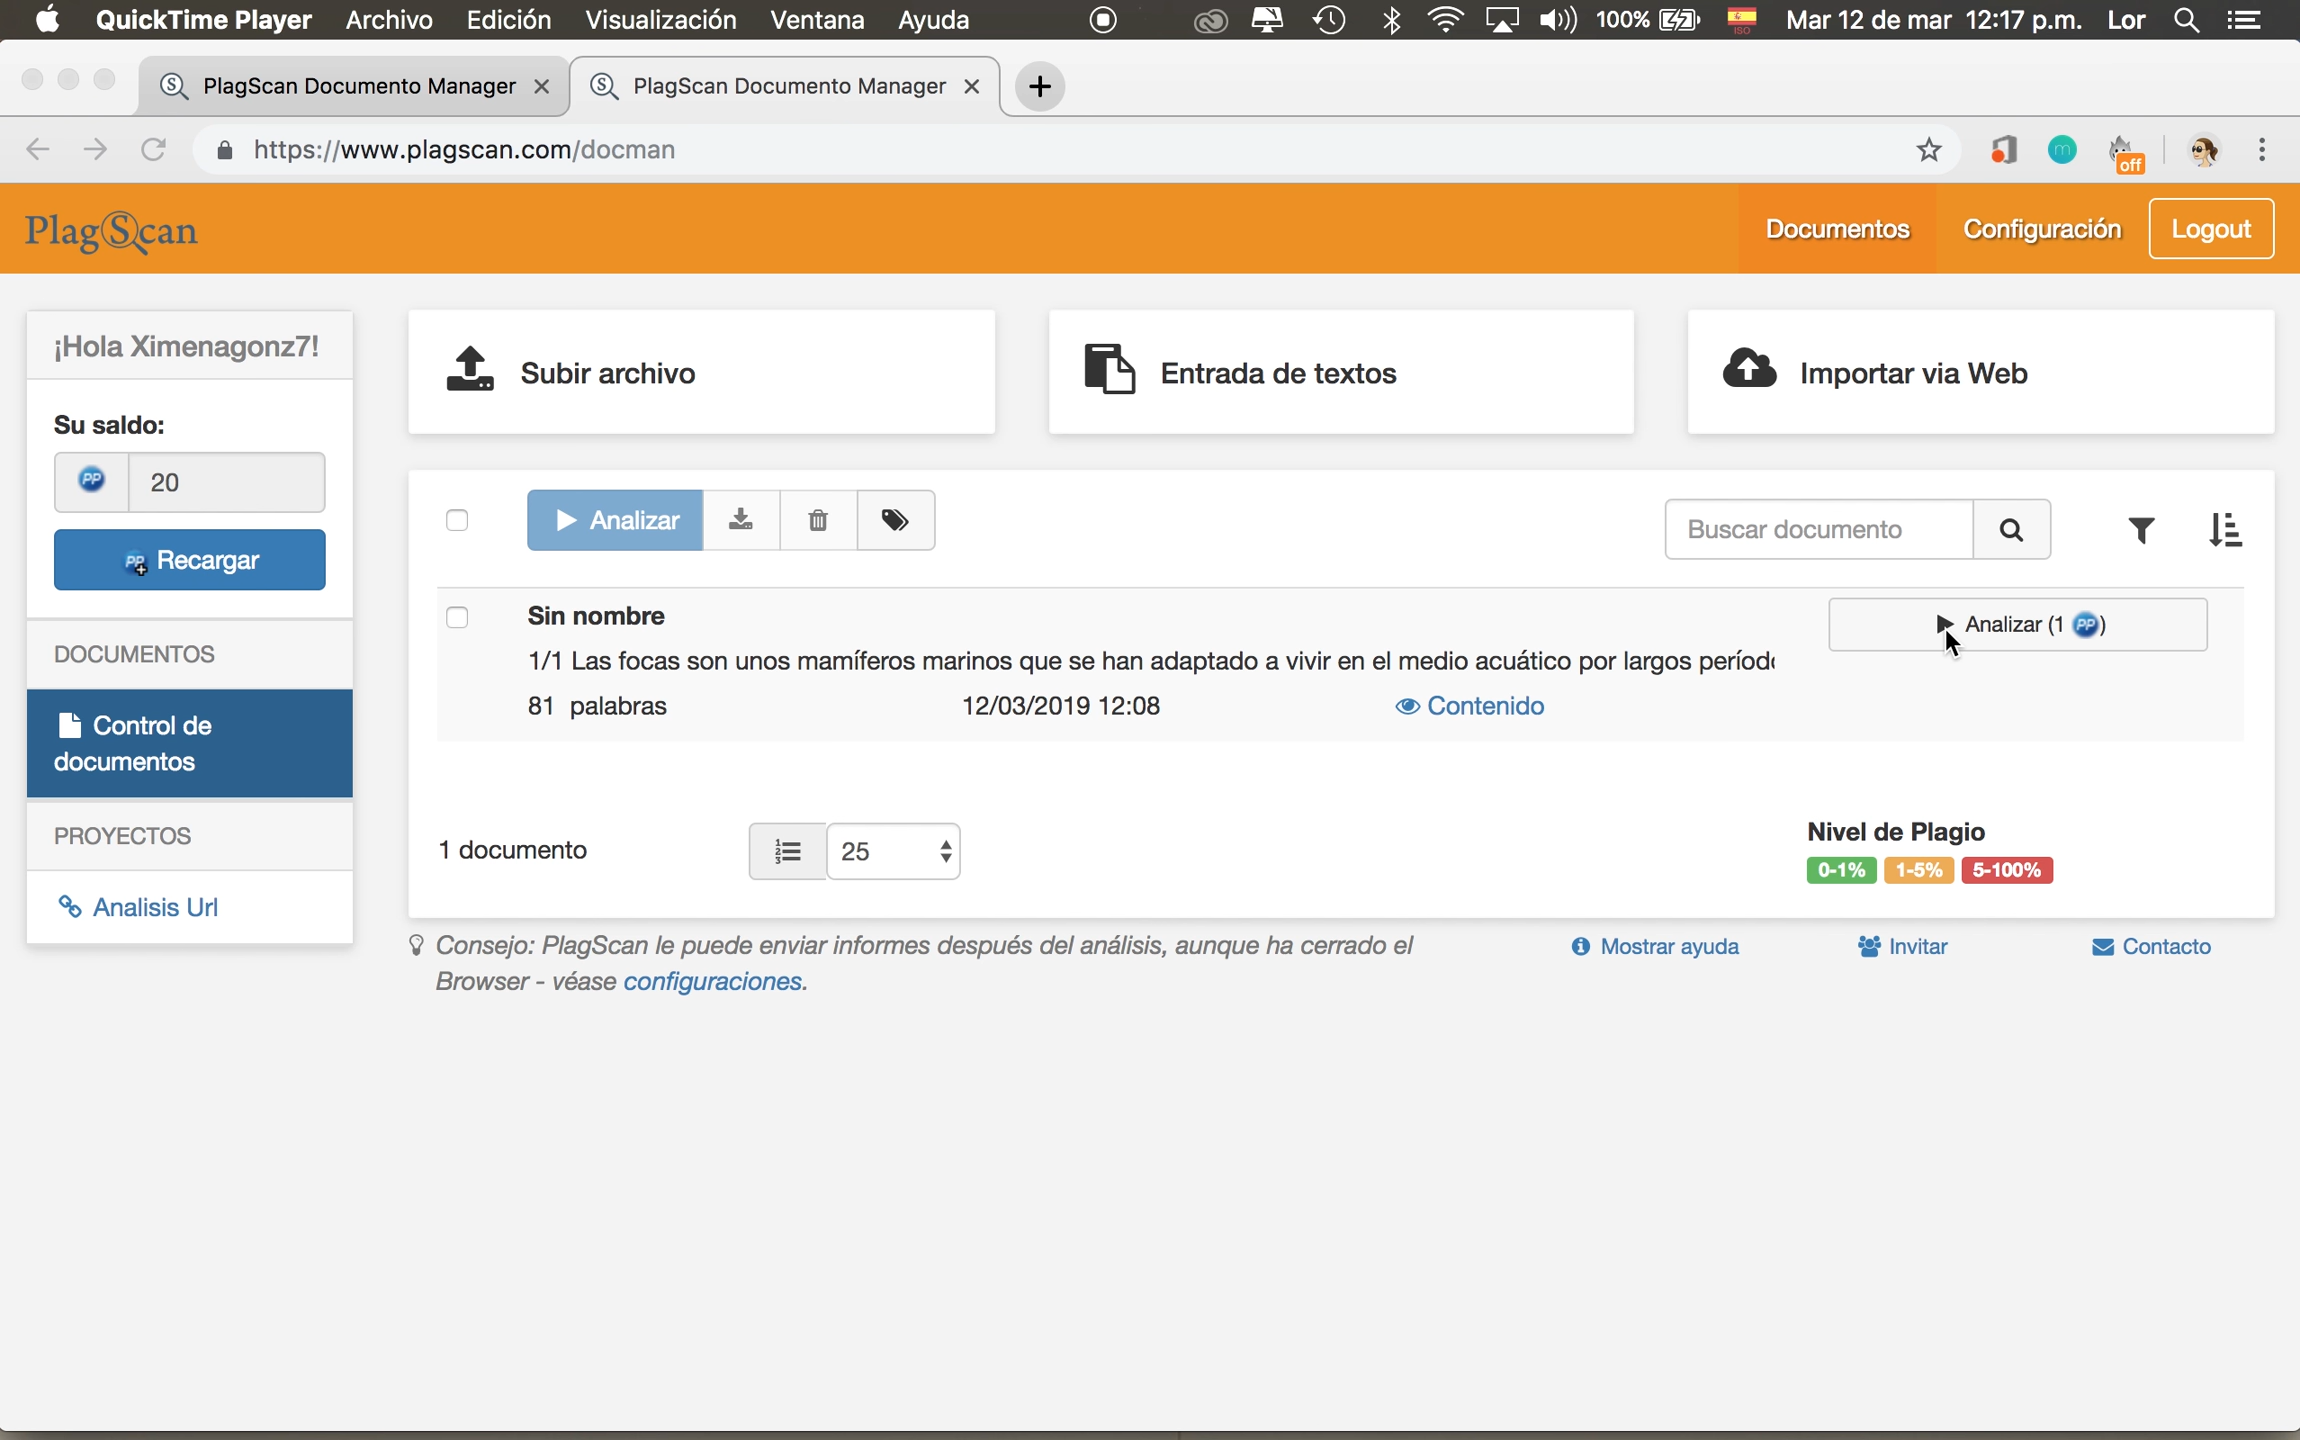 QuickTime Player Archivo Edición Visualización Ventana Ayuda 100% ISO Mar 12 de mar 12:17 p.m. Lor
PlagScan Documento Manager PlagScan Documento Manager
https://www.plagscan.com/docman
m off
PlagScan Documentos Configuración Logout
¡Hola Ximenagonz7!
Subir archivo Entrada de textos Importar via Web
Su saldo:
PP 20
PP Recargar
Analizar Buscar documento
Sin nombre Analizar (1 PP)
1/1 Las focas son unos mamíferos marinos que se han adaptado a vivir en el medio acuático por largos períod
81 palabras 12/03/2019 12:08 Contenido
DOCUMENTOS
Control de
documentos
PROYECTOS
Analisis Url
1 documento 25
Nivel de Plagio
0-1% 1-5% 5-100%
Consejo: PlagScan le puede enviar informes después del análisis, aunque ha cerrado el
Browser - véase configuraciones.
Mostrar ayuda Invitar Contacto